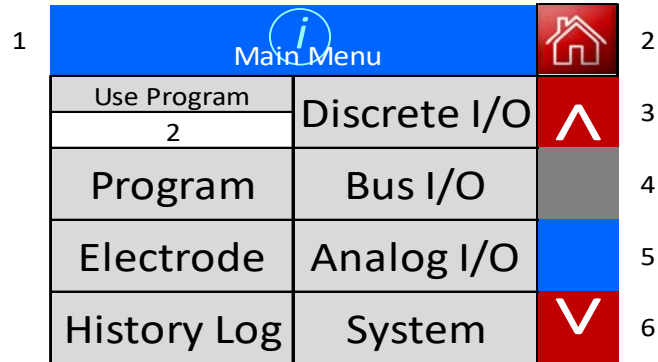 1
i
Main Menu
2
Use Program
2
Discrete I/O
3
Program
Bus I/O
4
Electrode
Analog I/O
5
History Log
System
6